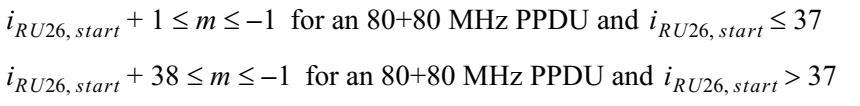 i_{RU26, start} + 1 ≤ m ≤ –1 for an 80+80 MHz PPDU and i_{RU26, start} ≤ 37
i_{RU26, start} + 38 ≤ m ≤ –1 for an 80+80 MHz PPDU and i_{RU26, start} > 37